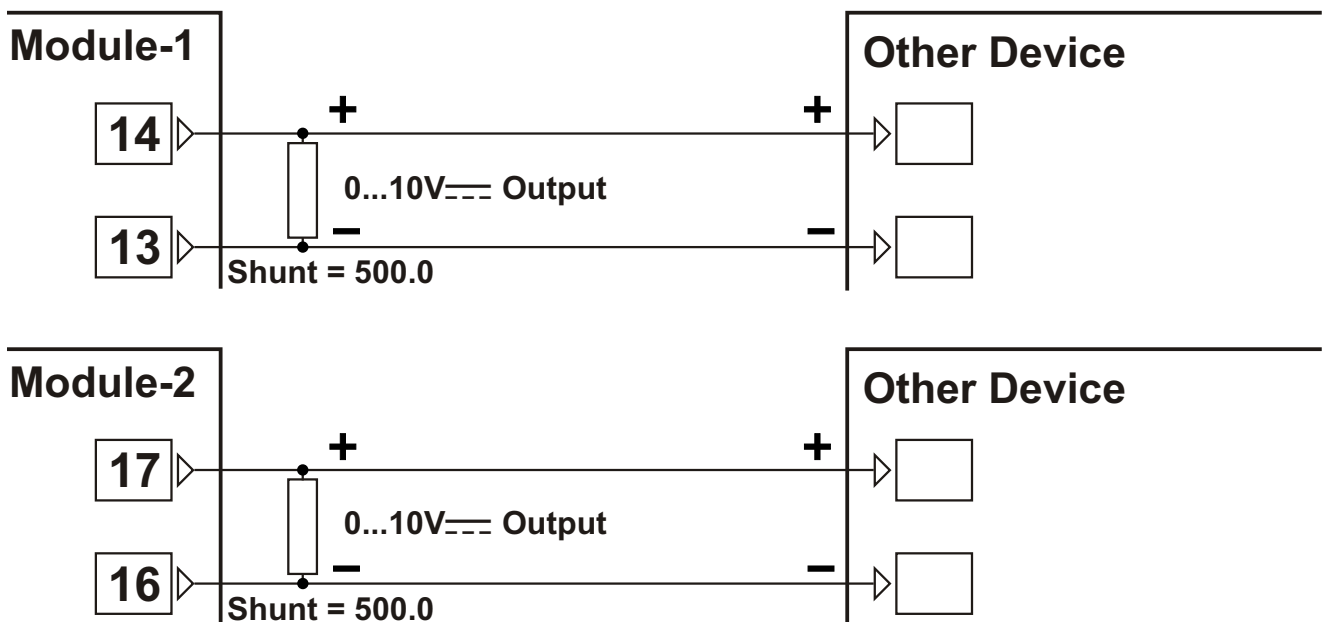 Module-1
Other Device
+
+
14
0...10V⎓ Output
13
−
−
Shunt = 500.0
Module-2
Other Device
+
+
17
0...10V⎓ Output
16
−
−
Shunt = 500.0